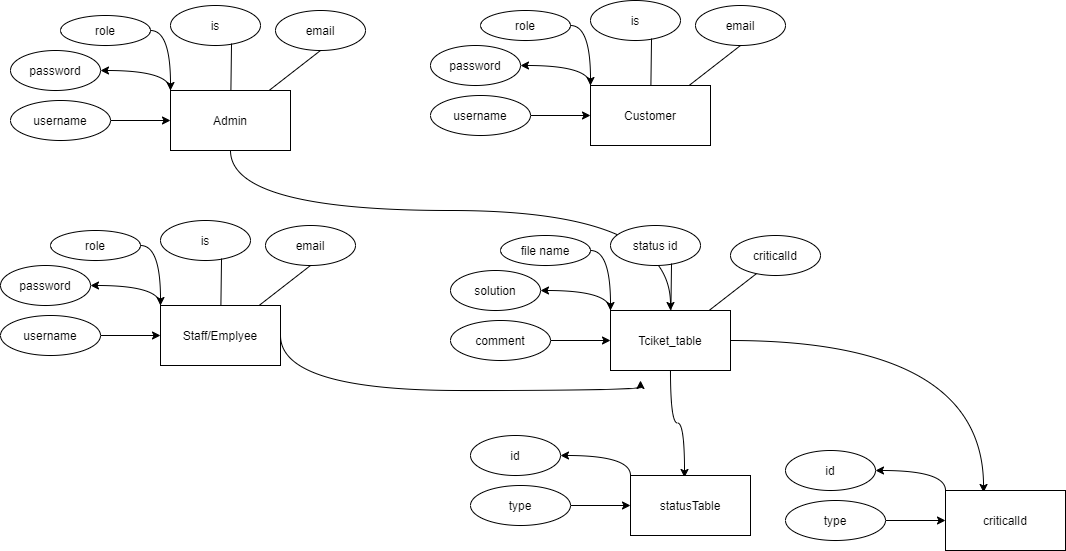 role
is
email
password
username
Admin
role
is
email
password
username
Customer
role
is
email
password
username
Staff/Emplyee
file name
status id
criticalId
solution
comment
Tciket_table
id
type
statusTable
id
type
criticalId